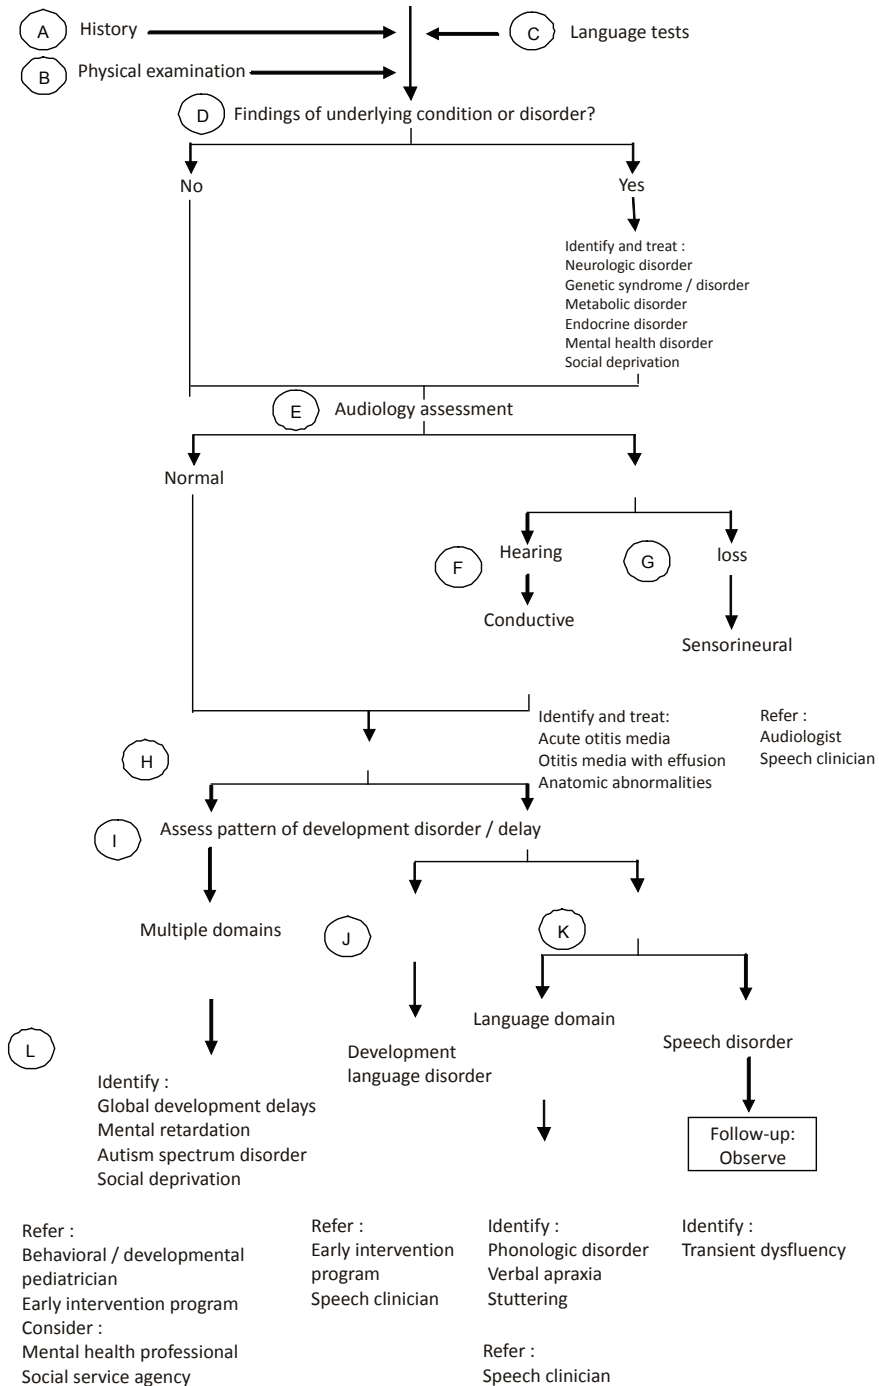 A
History
C
Language tests
B
Physical examination
D
Findings of underlying condition or disorder?
No
Yes
Identify and treat :
Neurologic disorder
Genetic syndrome / disorder
Metabolic disorder
Endocrine disorder
Mental health disorder
Social deprivation
E
Audiology assessment
Normal
F
Hearing
G
loss
Conductive
Sensorineural
Identify and treat:
Acute otitis media
Otitis media with effusion
Anatomic abnormalities
Refer :
Audiologist
Speech clinician
H
I
Assess pattern of development disorder / delay
Multiple domains
J
K
Language domain
Speech disorder
L
Development
language disorder
Identify :
Global development delays
Mental retardation
Autism spectrum disorder
Social deprivation
Follow-up:
Observe
Refer :
Behavioral / developmental
pediatrician
Early intervention program
Consider :
Mental health professional
Social service agency
Refer :
Early intervention
program
Speech clinician
Identify :
Phonologic disorder
Verbal apraxia
Stuttering
Refer :
Speech clinician
Identify :
Transient dysfluency